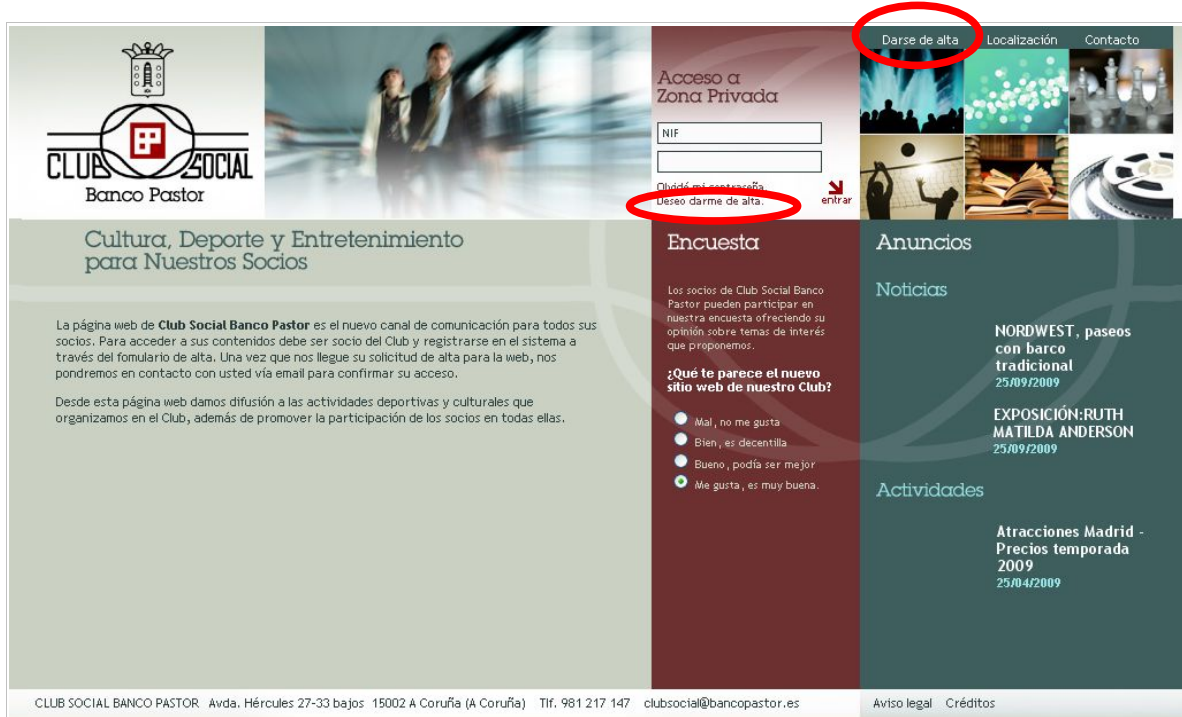 Darse de alta Localización Contacto
CLUB SOCIAL
Banco Pastor
Acceso a
Zona Privada
NIF
Olvidé mi contraseña
Deseo darme de alta.
entrar
Cultura, Deporte y Entretenimiento
para Nuestros Socios
La página web de Club Social Banco Pastor es el nuevo canal de comunicación para todos sus
socios. Para acceder a sus contenidos debe ser socio del Club y registrarse en el sistema a
través del fomulario de alta. Una vez que nos llegue su solicitud de alta para la web, nos
pondremos en contacto con usted vía email para confirmar su acceso.
Desde esta página web damos difusión a las actividades deportivas y culturales que
organizamos en el Club, además de promover la participación de los socios en todas ellas.
Encuesta
Los socios de Club Social Banco
Pastor pueden participar en
nuestra encuesta ofreciendo su
opinión sobre temas de interés
que proponemos.
¿Qué te parece el nuevo
sitio web de nuestro Club?
Mal, no me gusta
Bien, es decentilla
Bueno, podía ser mejor
Me gusta, es muy buena.
Anuncios
Noticias
NORDWEST, paseos
con barco
tradicional
25/09/2009
EXPOSICIÓN:RUTH
MATILDA ANDERSON
25/09/2009
Actividades
Atracciones Madrid -
Precios temporada
2009
25/04/2009
CLUB SOCIAL BANCO PASTOR Avda. Hércules 27-33 bajos 15002 A Coruña (A Coruña) Tlf. 981 217 147 clubsocial@bancopastor.es Aviso legal Créditos